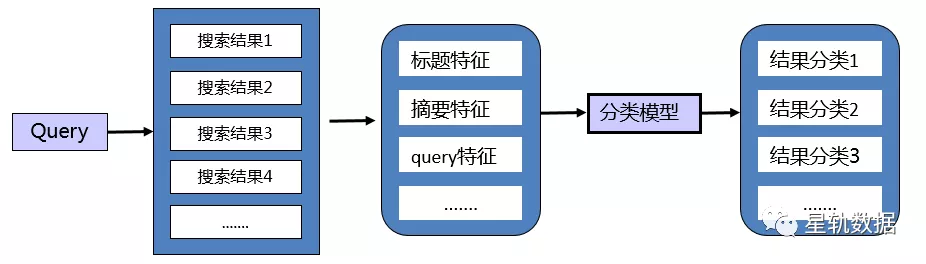 Query
搜索结果1
搜索结果2
搜索结果3
搜索结果4
.......
标题特征
摘要特征
query特征
.......
分类模型
结果分类1
结果分类2
结果分类3
.......
星轨数据